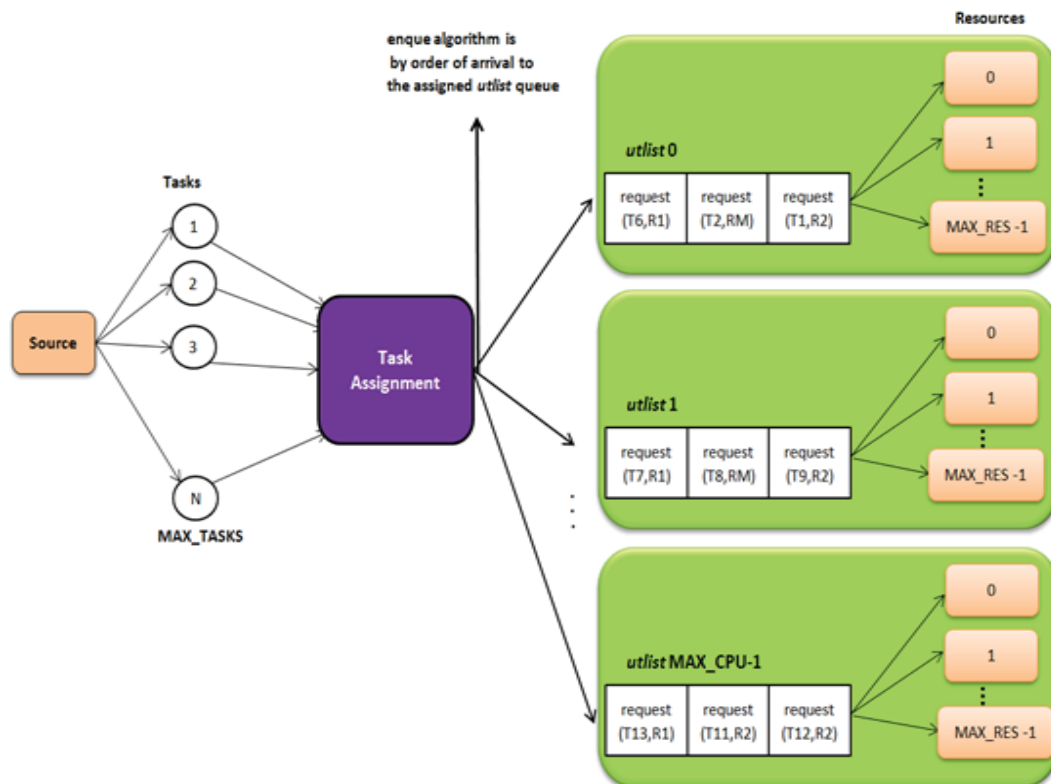 Resources
enque algorithm is
by order of arrival to
the assigned utlist queue
Tasks
1
2
3
N
MAX_TASKS
Source
Task
Assignment
utlist 0
request
(T6,R1)
request
(T2,RM)
request
(T1,R2)
0
1
MAX_RES -1
utlist 1
request
(T7,R1)
request
(T8,RM)
request
(T9,R2)
0
1
MAX_RES -1
utlist MAX_CPU-1
request
(T13,R1)
request
(T11,R2)
request
(T12,R2)
0
1
MAX_RES -1